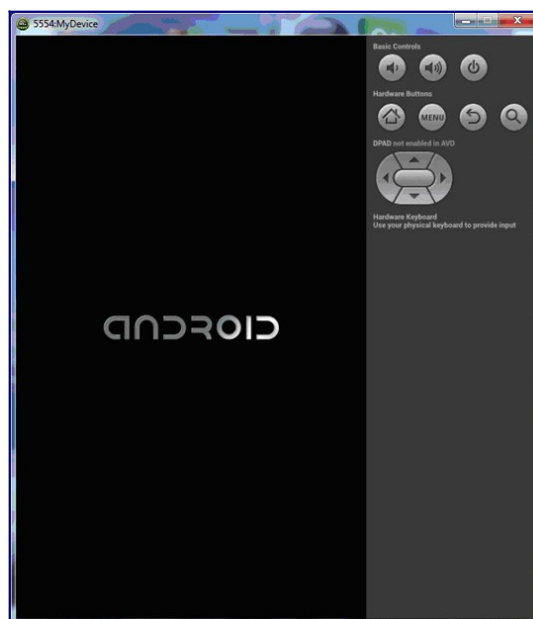 5554:MyDevice
Basic Controls
Hardware Buttons
MENU
DPAD not enabled in AVD
Hardware Keyboard
Use your physical keyboard to provide input
ANDROID